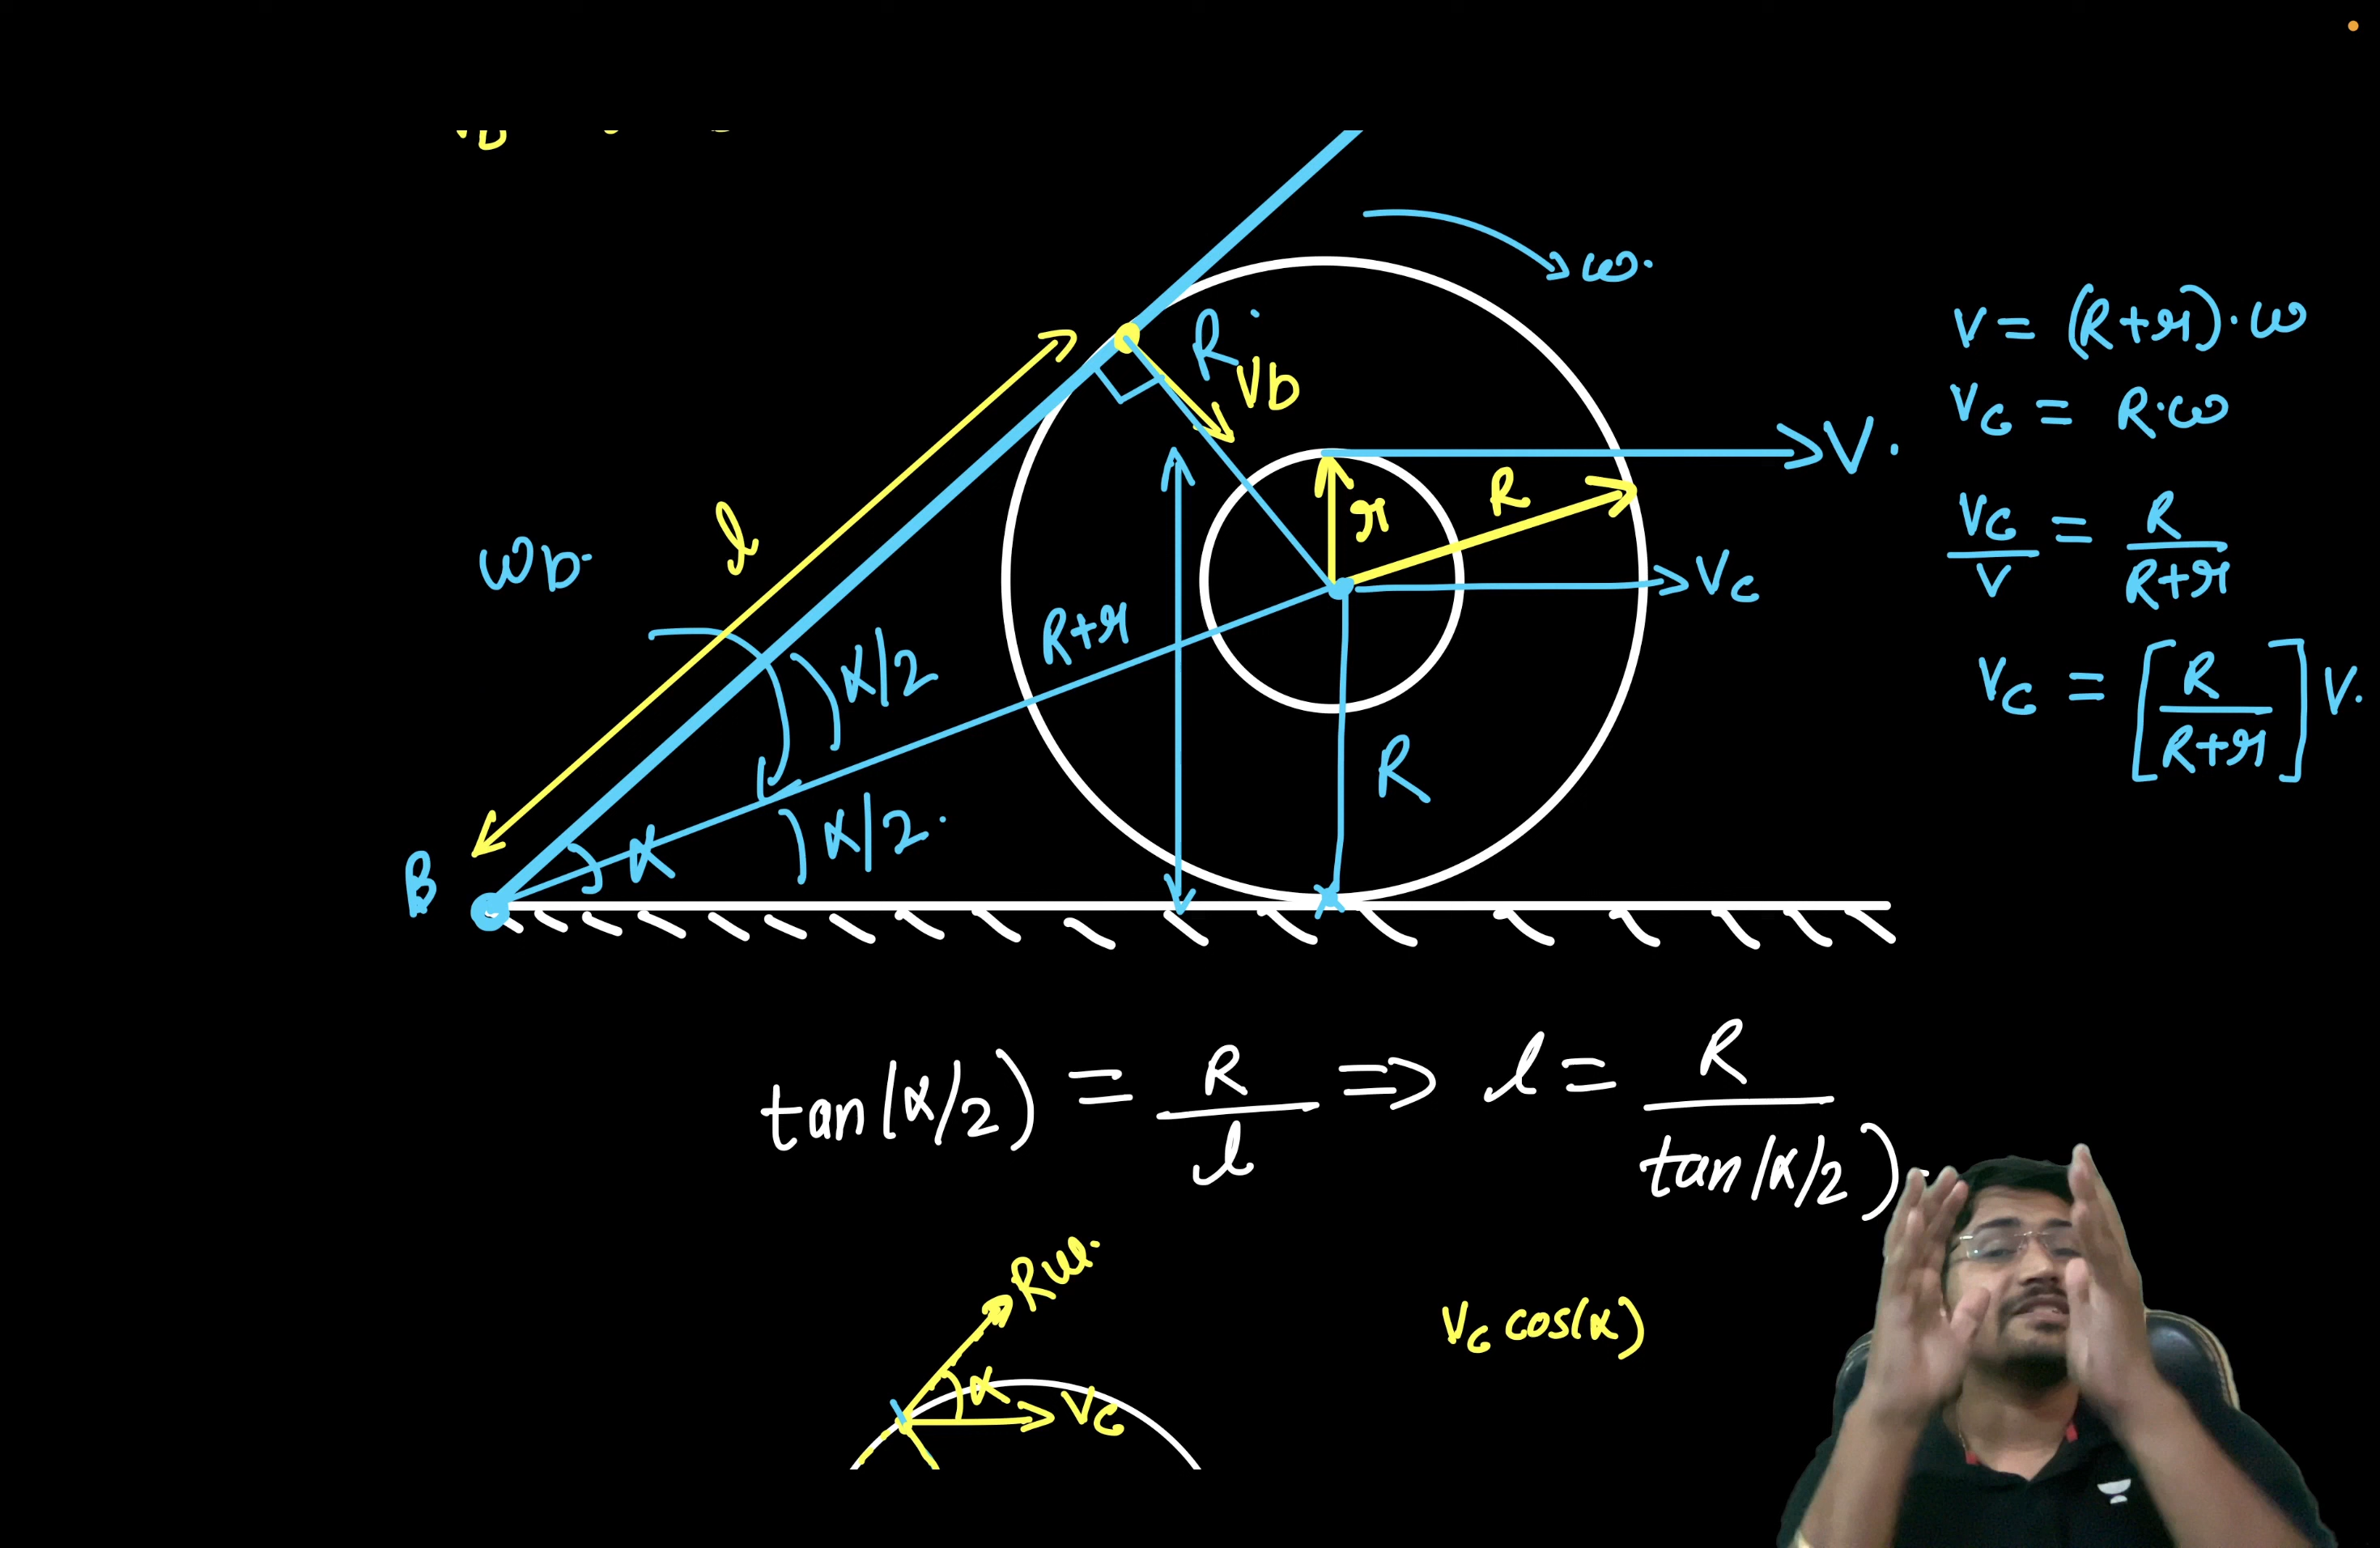 ω.
R.
V = (R+r).ω
Vb
VC = R.ω
V.
R
r
l
VC/V = R/(R+r)
ωb.
VC
R+r
α/2
VC = [R/(R+r)] V.
R
α/2.
α
B
tan(α/2) = R/l ⇒ l = R/tan(α/2).
Rω.
VC cos(α)
α
VC